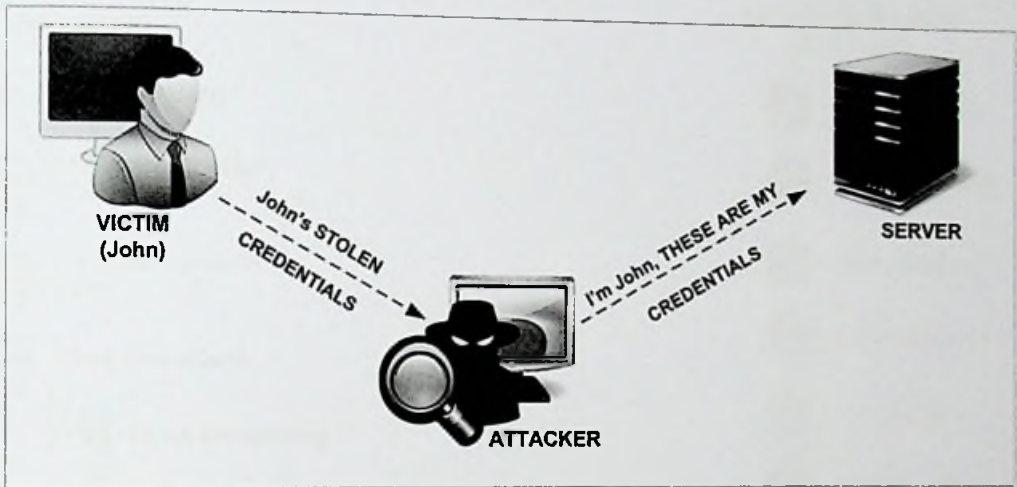 VICTIM
(John)
John's STOLEN
CREDENTIALS
ATTACKER
I'm John, THESE ARE MY
CREDENTIALS
SERVER